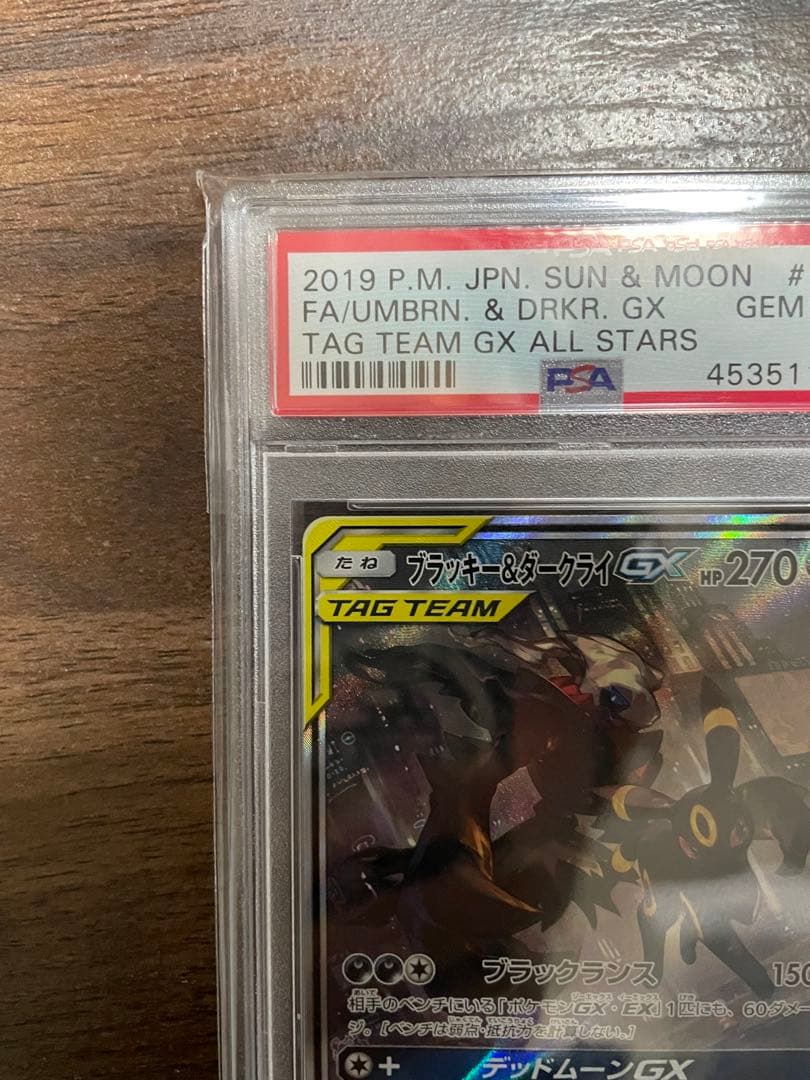 2019 P.M. JPN. SUN & MOON #
FA/UMBRN. & DRKR. GX GEM
TAG TEAM GX ALL STARS
PSA 45351
たね ブラッキー&ダークライGX HP270
TAG TEAM
ブラックランス 150
相手のベンチにいる「ポケモンGX・EX」1匹にも、60ダメー
ジ。[ベンチは弱点・抵抗力を計算しない。]
+ デッドムーンGX